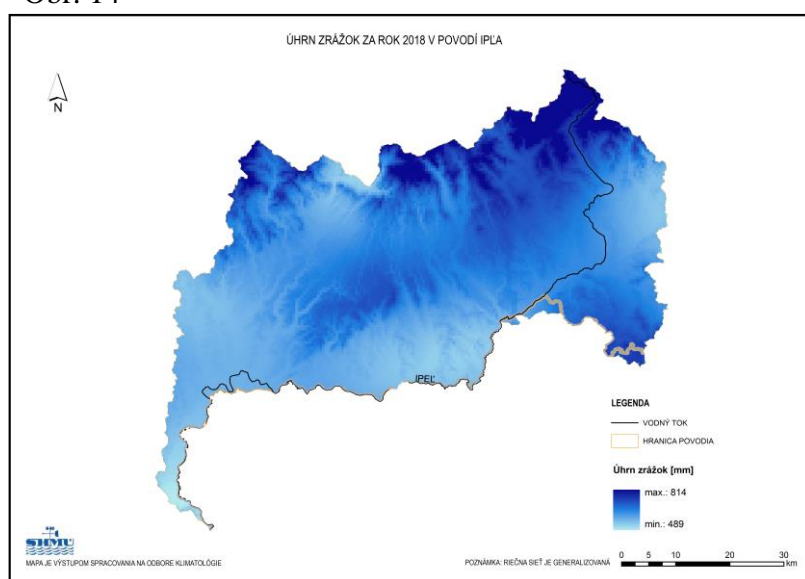 Obr. 14
ÚHRN ZRÁŽOK ZA ROK 2018 V POVODÍ IPĽA
N
IPEĽ
LEGENDA
VODNÝ TOK
HRANICA POVODIA
Úhrn zrážok [mm]
max.: 814
min.: 489
SHMÚ
MAPA JE VÝSTUPOM SPRACOVANIA NA ODBORE KLIMATOLÓGIE
POZNÁMKA: RIEČNA SIEŤ JE GENERALIZOVANÁ
0 5 10 20 30
km